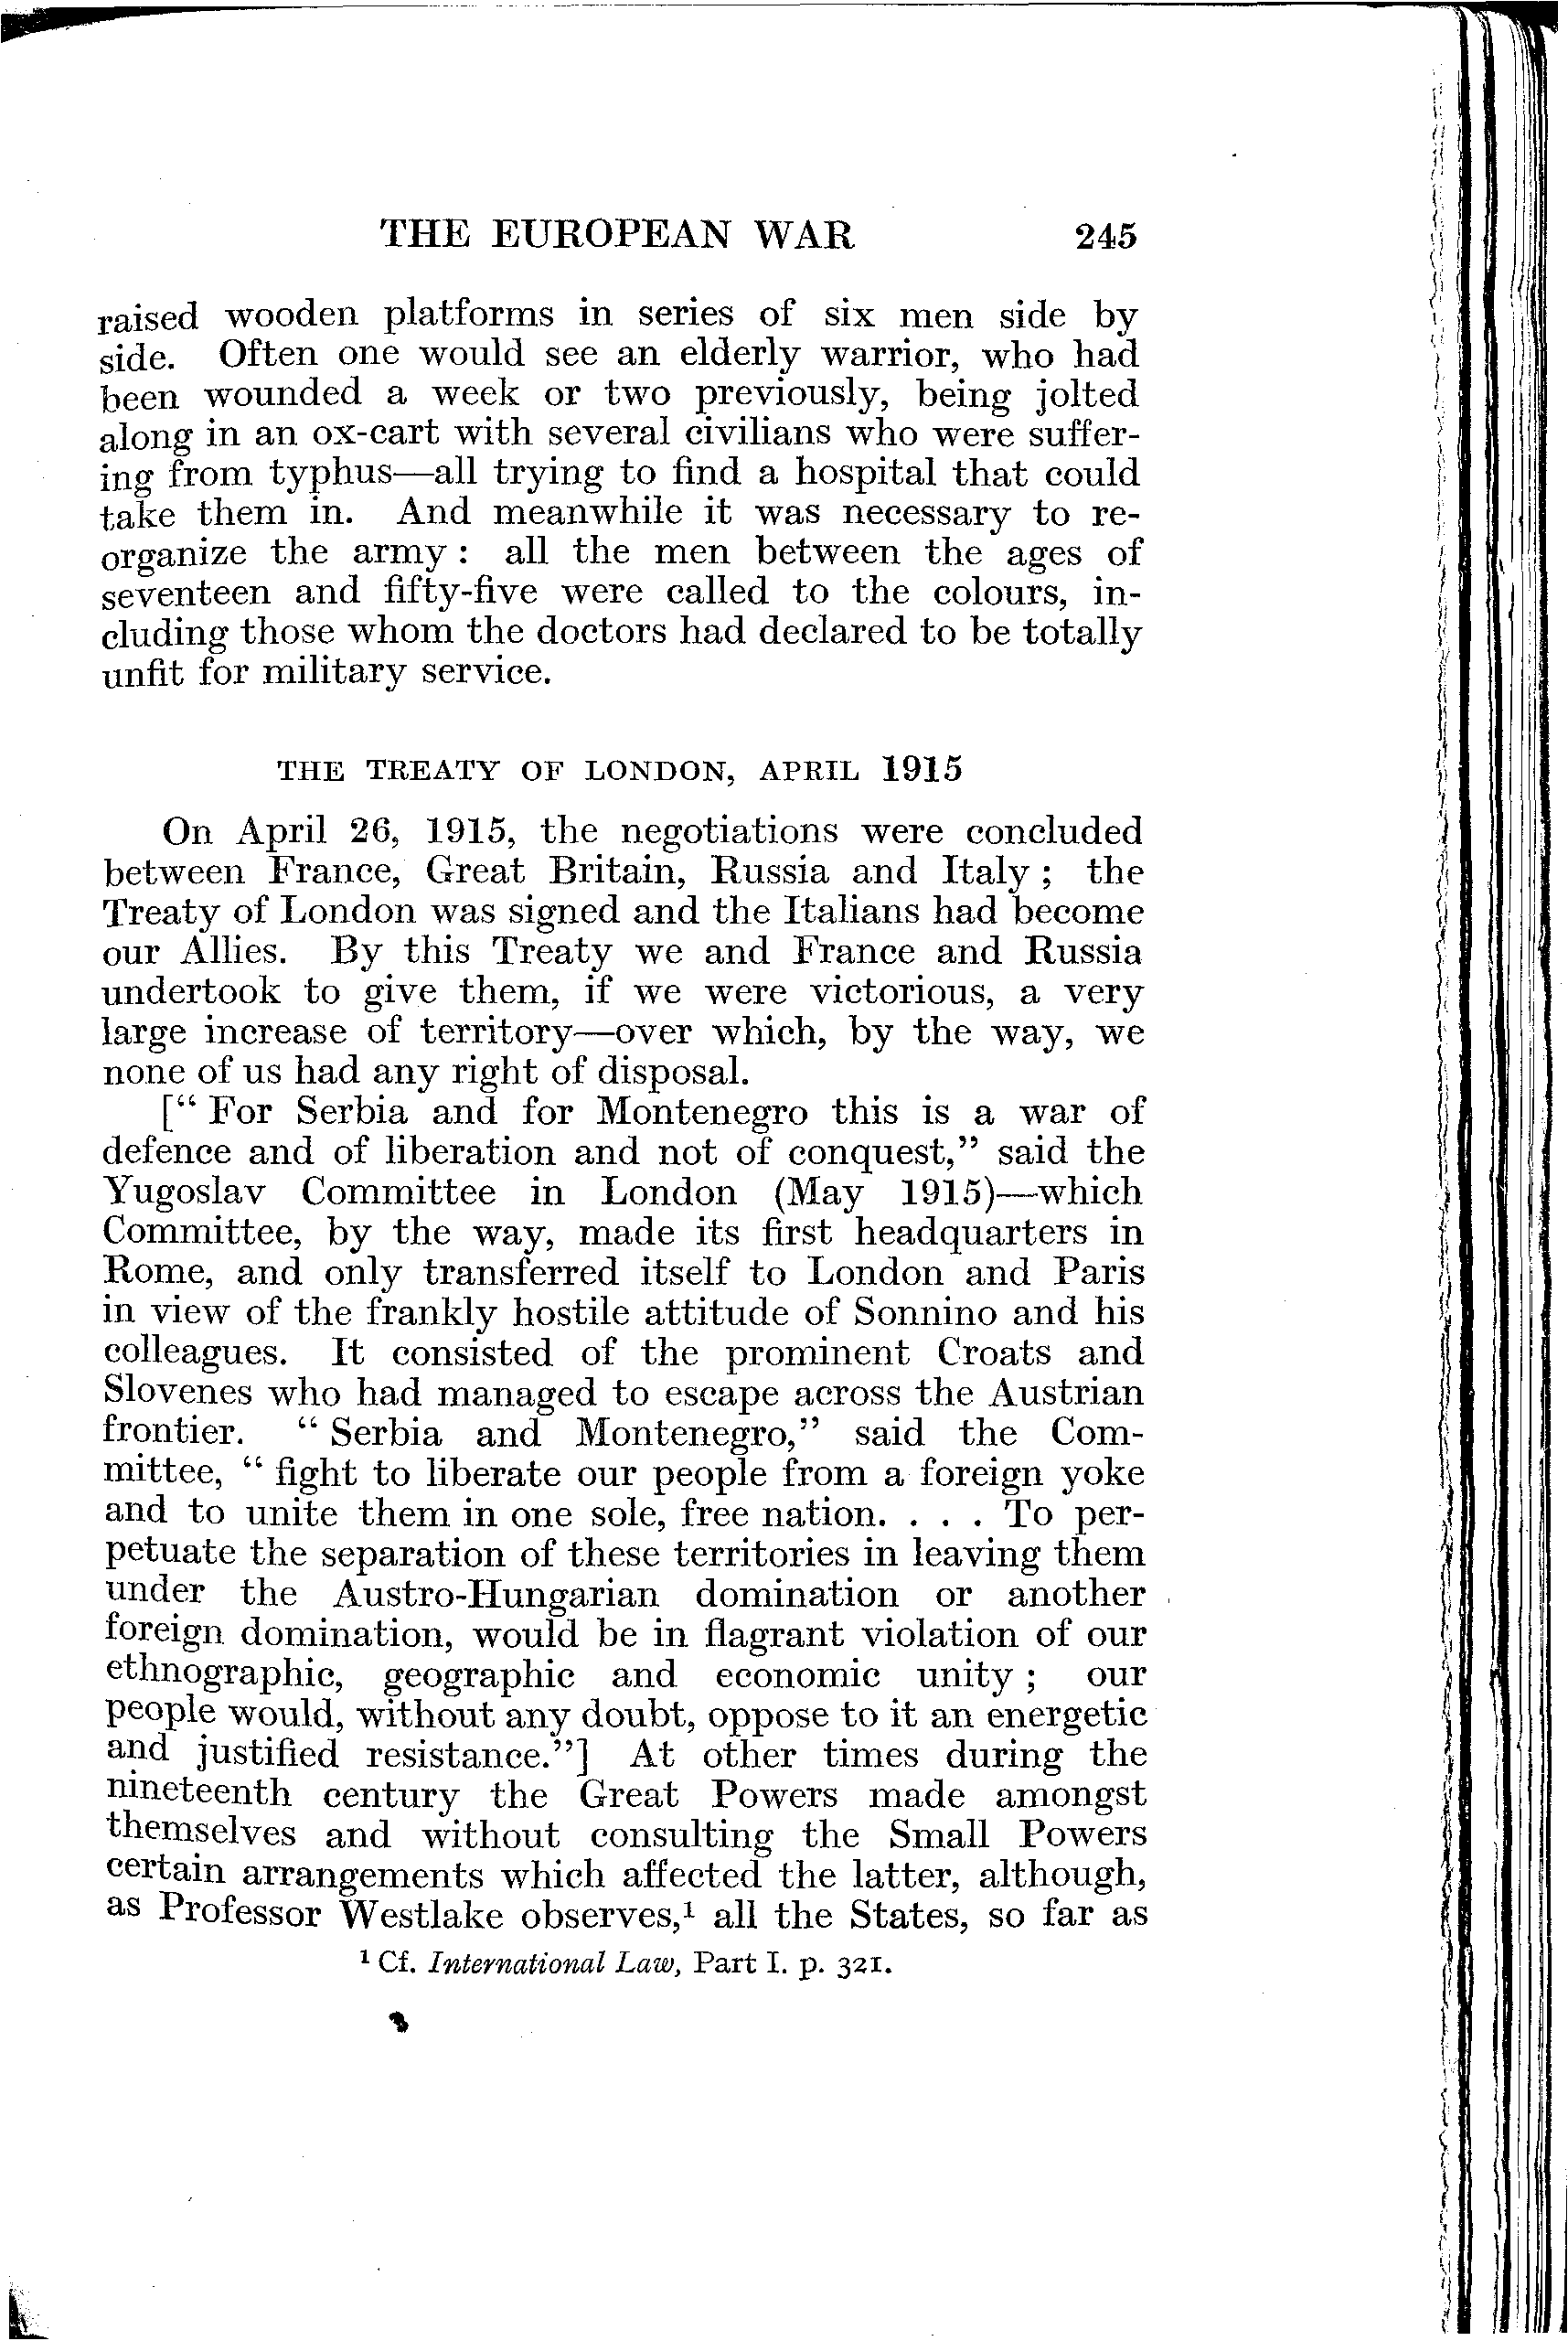 THE EUROPEAN WAR 245
raised wooden platforms in series of six men side by
side. Often one would see an elderly warrior, who had
been wounded a week or two previously, being jolted
along in an ox-cart with several civilians who were suffer-
ing from typhus—all trying to find a hospital that could
take them in. And meanwhile it was necessary to re-
organize the army : all the men between the ages of
seventeen and fifty-five were called to the colours, in-
cluding those whom the doctors had declared to be totally
unfit for military service.
THE TREATY OF LONDON, APRIL 1915
On April 26, 1915, the negotiations were concluded
between France, Great Britain, Russia and Italy ; the
Treaty of London was signed and the Italians had become
our Allies. By this Treaty we and France and Russia
undertook to give them, if we were victorious, a very
large increase of territory—over which, by the way, we
none of us had any right of disposal.
[“ For Serbia and for Montenegro this is a war of
defence and of liberation and not of conquest,” said the
Yugoslav Committee in London (May 1915)—which
Committee, by the way, made its first headquarters in
Rome, and only transferred itself to London and Paris
in view of the frankly hostile attitude of Sonnino and his
colleagues. It consisted of the prominent Croats and
Slovenes who had managed to escape across the Austrian
frontier. “ Serbia and Montenegro,” said the Com-
mittee, “ fight to liberate our people from a foreign yoke
and to unite them in one sole, free nation. . . . To per-
petuate the separation of these territories in leaving them
under the Austro-Hungarian domination or another
foreign domination, would be in flagrant violation of our
ethnographic, geographic and economic unity ; our
people would, without any doubt, oppose to it an energetic
and justified resistance.”] At other times during the
nineteenth century the Great Powers made amongst
themselves and without consulting the Small Powers
certain arrangements which affected the latter, although,
as Professor Westlake observes,¹ all the States, so far as
¹ Cf. International Law, Part I. p. 321.